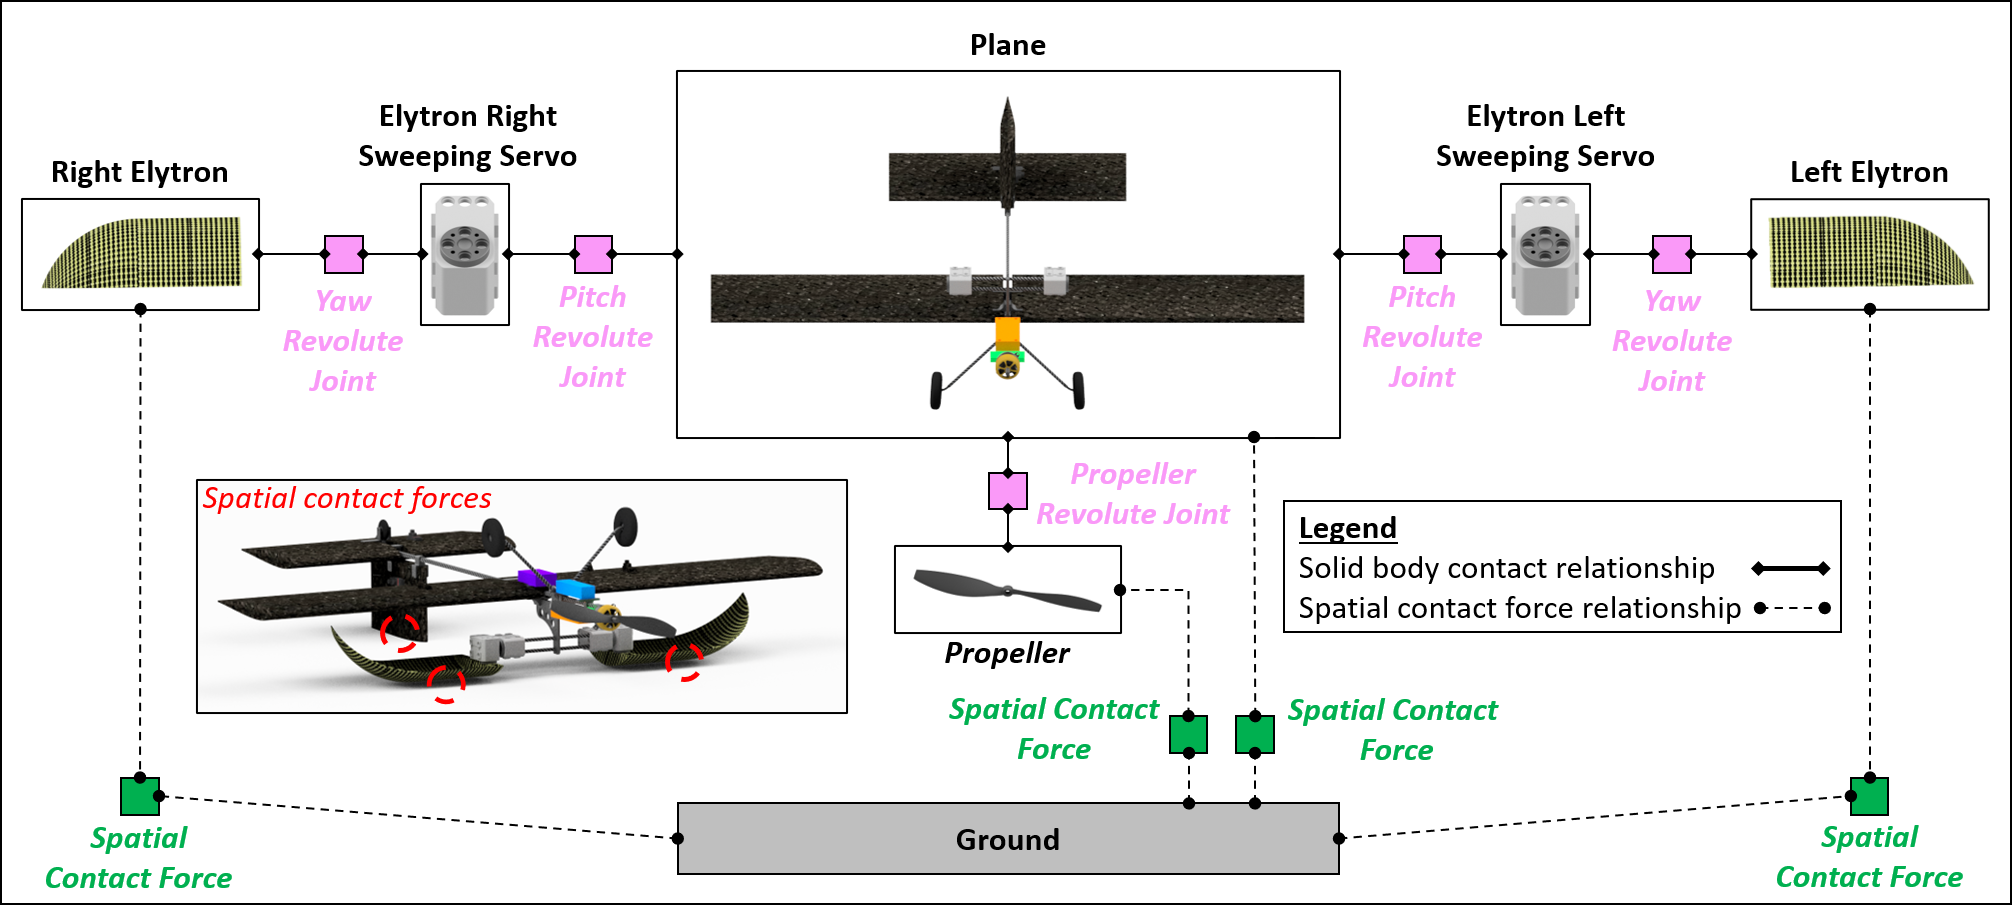 Plane
Elytron Right
Sweeping Servo
Elytron Left
Sweeping Servo
Right Elytron
Left Elytron
Yaw
Revolute
Joint
Pitch
Revolute
Joint
Pitch
Revolute
Joint
Yaw
Revolute
Joint
Spatial contact forces
Propeller
Revolute Joint
Legend
Solid body contact relationship
Spatial contact force relationship
Propeller
Spatial Contact
Force
Spatial Contact
Force
Ground
Spatial
Contact Force
Spatial
Contact Force